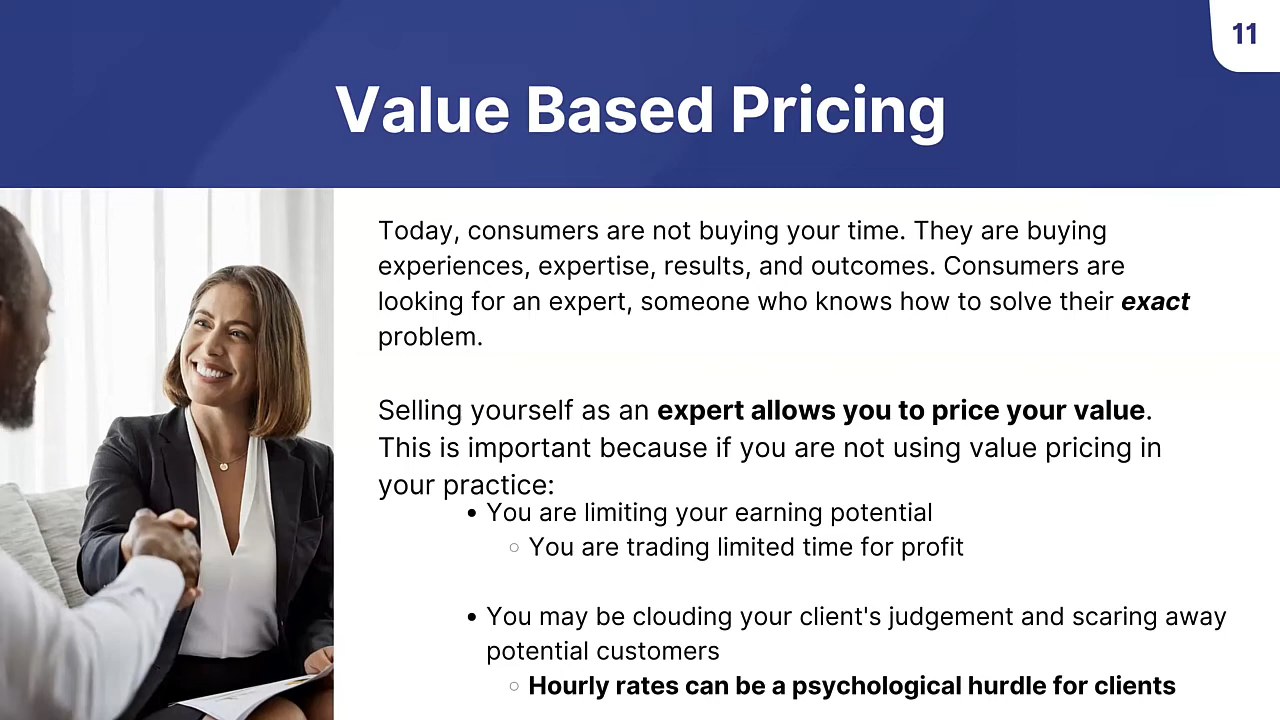 11
Value Based Pricing
Today, consumers are not buying your time. They are buying
experiences, expertise, results, and outcomes. Consumers are
looking for an expert, someone who knows how to solve their exact
problem.
Selling yourself as an expert allows you to price your value.
This is important because if you are not using value pricing in
your practice:
• You are limiting your earning potential
○ You are trading limited time for profit
• You may be clouding your client's judgement and scaring away
potential customers
○ Hourly rates can be a psychological hurdle for clients